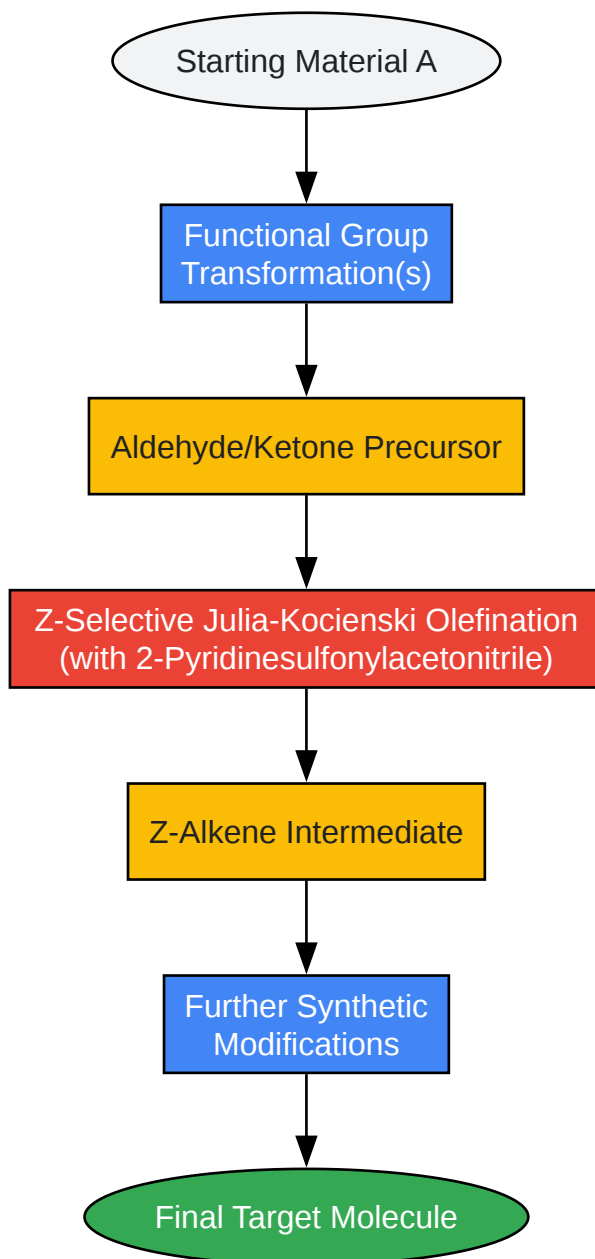 Starting Material A
Functional Group
Transformation(s)
Aldehyde/Ketone Precursor
Z-Selective Julia-Kocienski Olefination
(with 2-Pyridinesulfonylacetonitrile)
Z-Alkene Intermediate
Further Synthetic
Modifications
Final Target Molecule